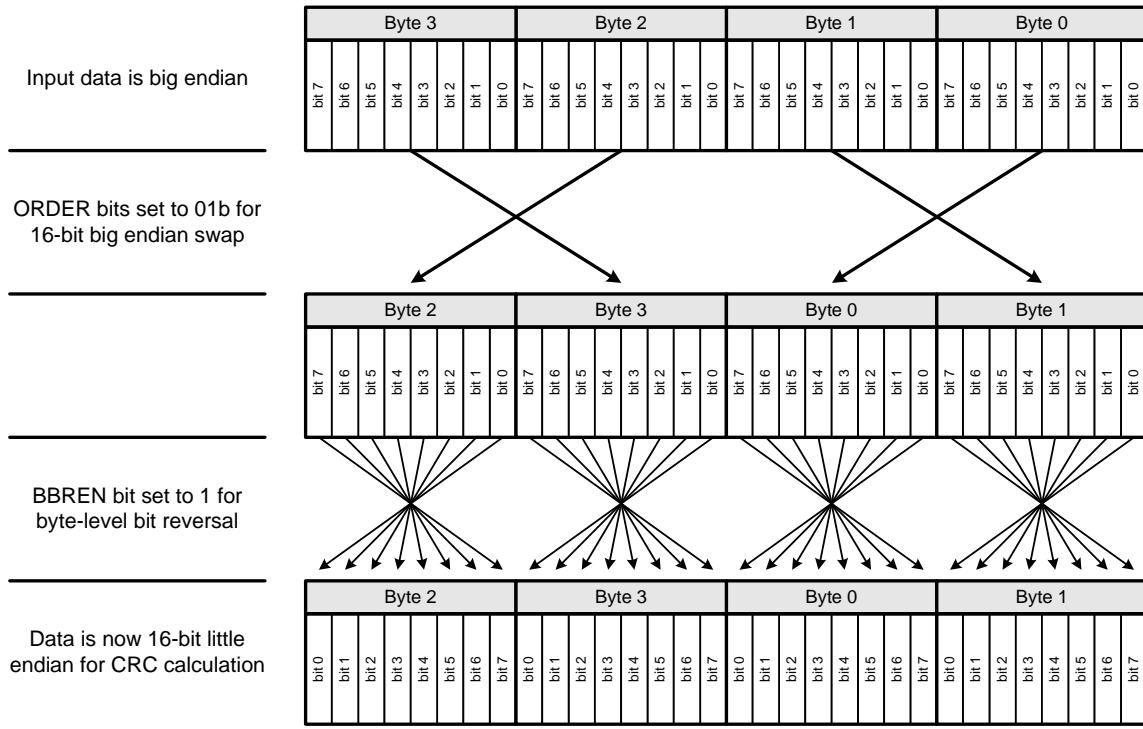 Byte 3 Byte 2 Byte 1 Byte 0
Input data is big endian
bit 7 bit 6 bit 5 bit 4 bit 3 bit 2 bit 1 bit 0 bit 7 bit 6 bit 5 bit 4 bit 3 bit 2 bit 1 bit 0 bit 7 bit 6 bit 5 bit 4 bit 3 bit 2 bit 1 bit 0 bit 7 bit 6 bit 5 bit 4 bit 3 bit 2 bit 1 bit 0
ORDER bits set to 01b for
16-bit big endian swap
Byte 2 Byte 3 Byte 0 Byte 1
bit 7 bit 6 bit 5 bit 4 bit 3 bit 2 bit 1 bit 0 bit 7 bit 6 bit 5 bit 4 bit 3 bit 2 bit 1 bit 0 bit 7 bit 6 bit 5 bit 4 bit 3 bit 2 bit 1 bit 0 bit 7 bit 6 bit 5 bit 4 bit 3 bit 2 bit 1 bit 0
BBREN bit set to 1 for
byte-level bit reversal
Byte 2 Byte 3 Byte 0 Byte 1
Data is now 16-bit little
endian for CRC calculation
bit 0 bit 1 bit 2 bit 3 bit 4 bit 5 bit 6 bit 7 bit 0 bit 1 bit 2 bit 3 bit 4 bit 5 bit 6 bit 7 bit 0 bit 1 bit 2 bit 3 bit 4 bit 5 bit 6 bit 7 bit 0 bit 1 bit 2 bit 3 bit 4 bit 5 bit 6 bit 7